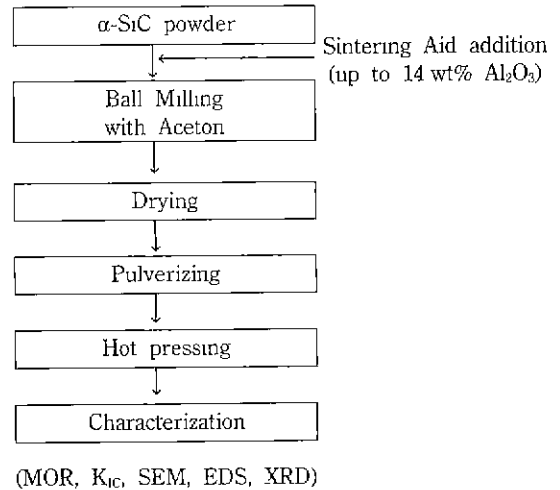 α-SiC powder
Sintering Aid addition
(up to 14 wt% Al₂O₃)
Ball Milling
with Aceton
Drying
Pulverizing
Hot pressing
Characterization
(MOR, K_IC, SEM, EDS, XRD)